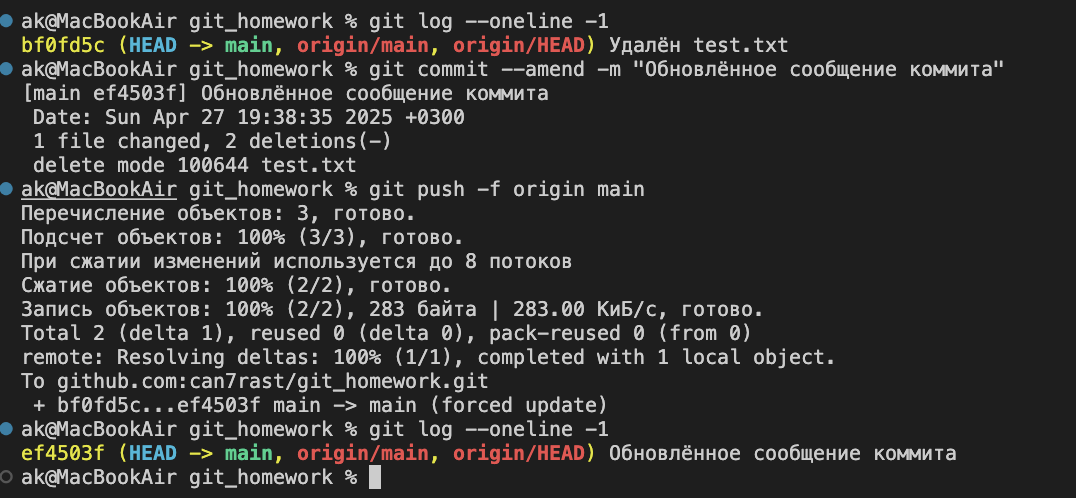 ak@MacBookAir git_homework % git log --oneline -1
bf0fd5c (HEAD -> main, origin/main, origin/HEAD) Удалён test.txt
ak@MacBookAir git_homework % git commit --amend -m "Обновлённое сообщение коммита"
[main ef4503f] Обновлённое сообщение коммита
Date: Sun Apr 27 19:38:35 2025 +0300
1 file changed, 2 deletions(-)
delete mode 100644 test.txt
ak@MacBookAir git_homework % git push -f origin main
Перечисление объектов: 3, готово.
Подсчет объектов: 100% (3/3), готово.
При сжатии изменений используется до 8 потоков
Сжатие объектов: 100% (2/2), готово.
Запись объектов: 100% (2/2), 283 байта | 283.00 КиБ/с, готово.
Total 2 (delta 1), reused 0 (delta 0), pack-reused 0 (from 0)
remote: Resolving deltas: 100% (1/1), completed with 1 local object.
To github.com:can7rast/git_homework.git
+ bf0fd5c...ef4503f main -> main (forced update)
ak@MacBookAir git_homework % git log --oneline -1
ef4503f (HEAD -> main, origin/main, origin/HEAD) Обновлённое сообщение коммита
ak@MacBookAir git_homework %